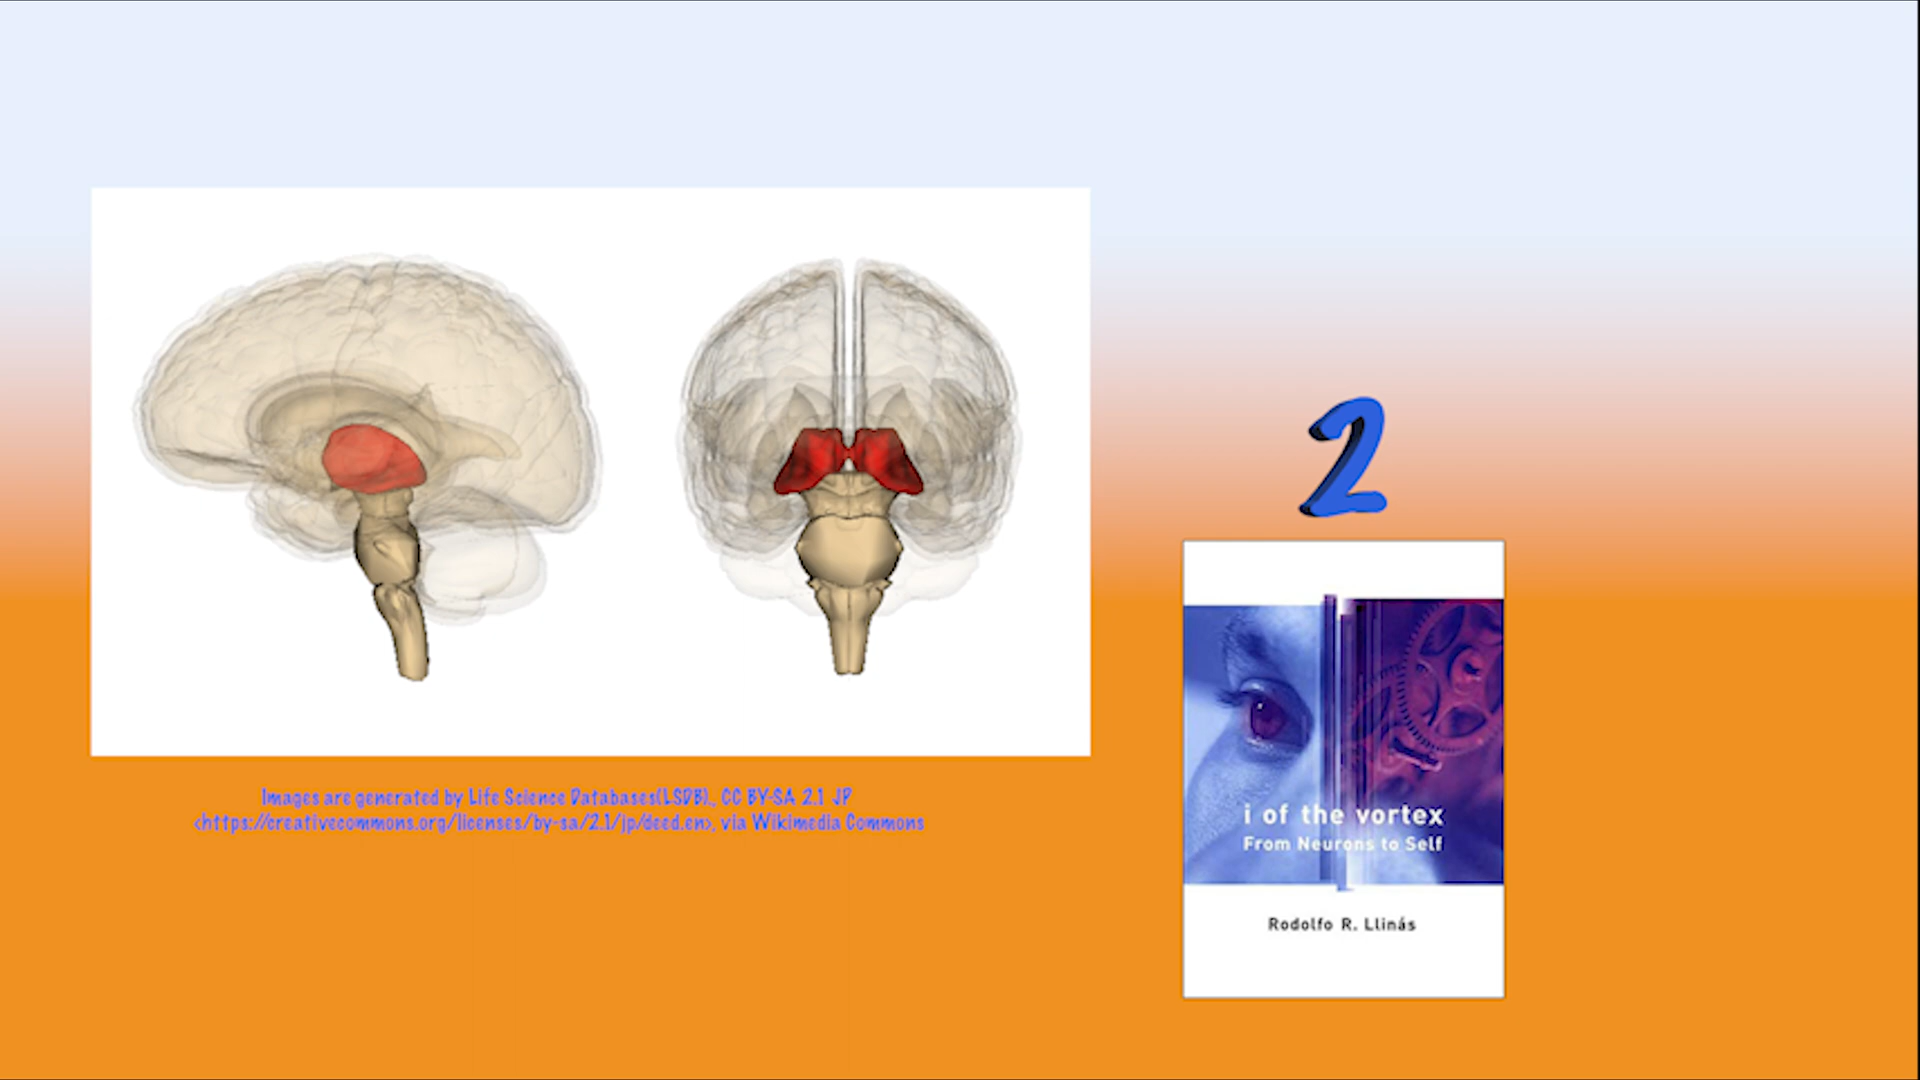 2
i of the vortex
From Neurons to Self
Rodolfo R. Llinás
Images are generated by Life Science Databases(LSDB)., CC BY-SA 2.1 JP
<https://creativecommons.org/licenses/by-sa/2.1/jp/deed.en>, via Wikimedia Commons